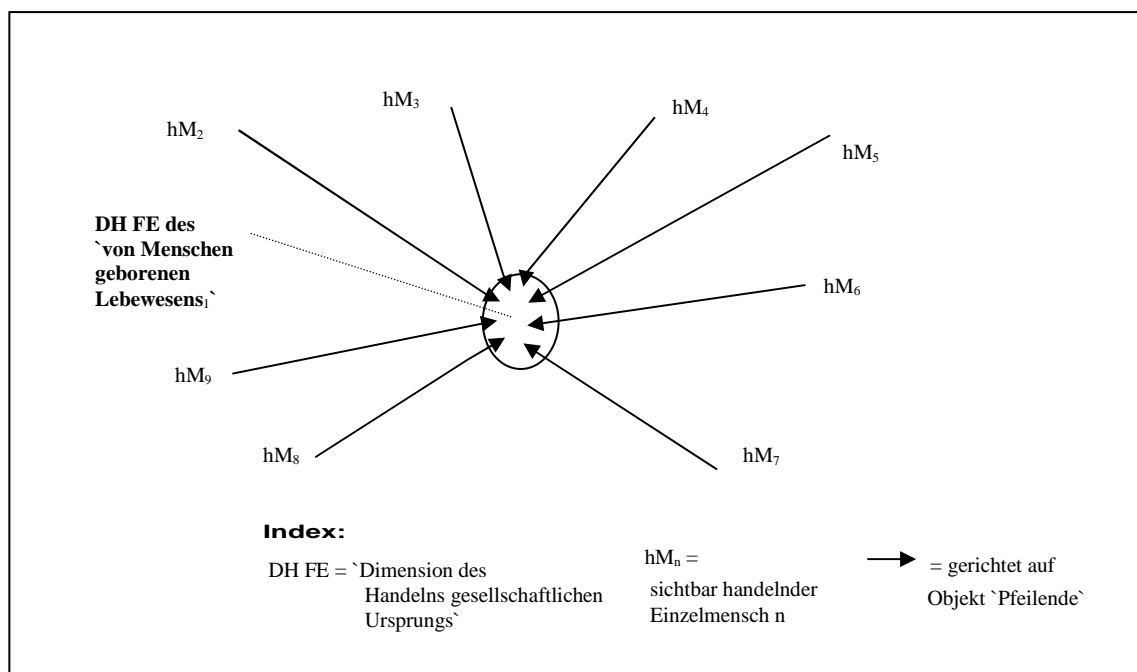 hM₃
hM₄
hM₂
hM₅
DH FE des
`von Menschen
geborenen
Lebewesens₁`
hM₆
hM₉
hM₈
hM₇
Index:
DH FE = `Dimension des
Handelns gesellschaftlichen
Ursprungs`
hMₙ =
sichtbar handelnder
Einzelmensch n
= gerichtet auf
Objekt `Pfeilende`